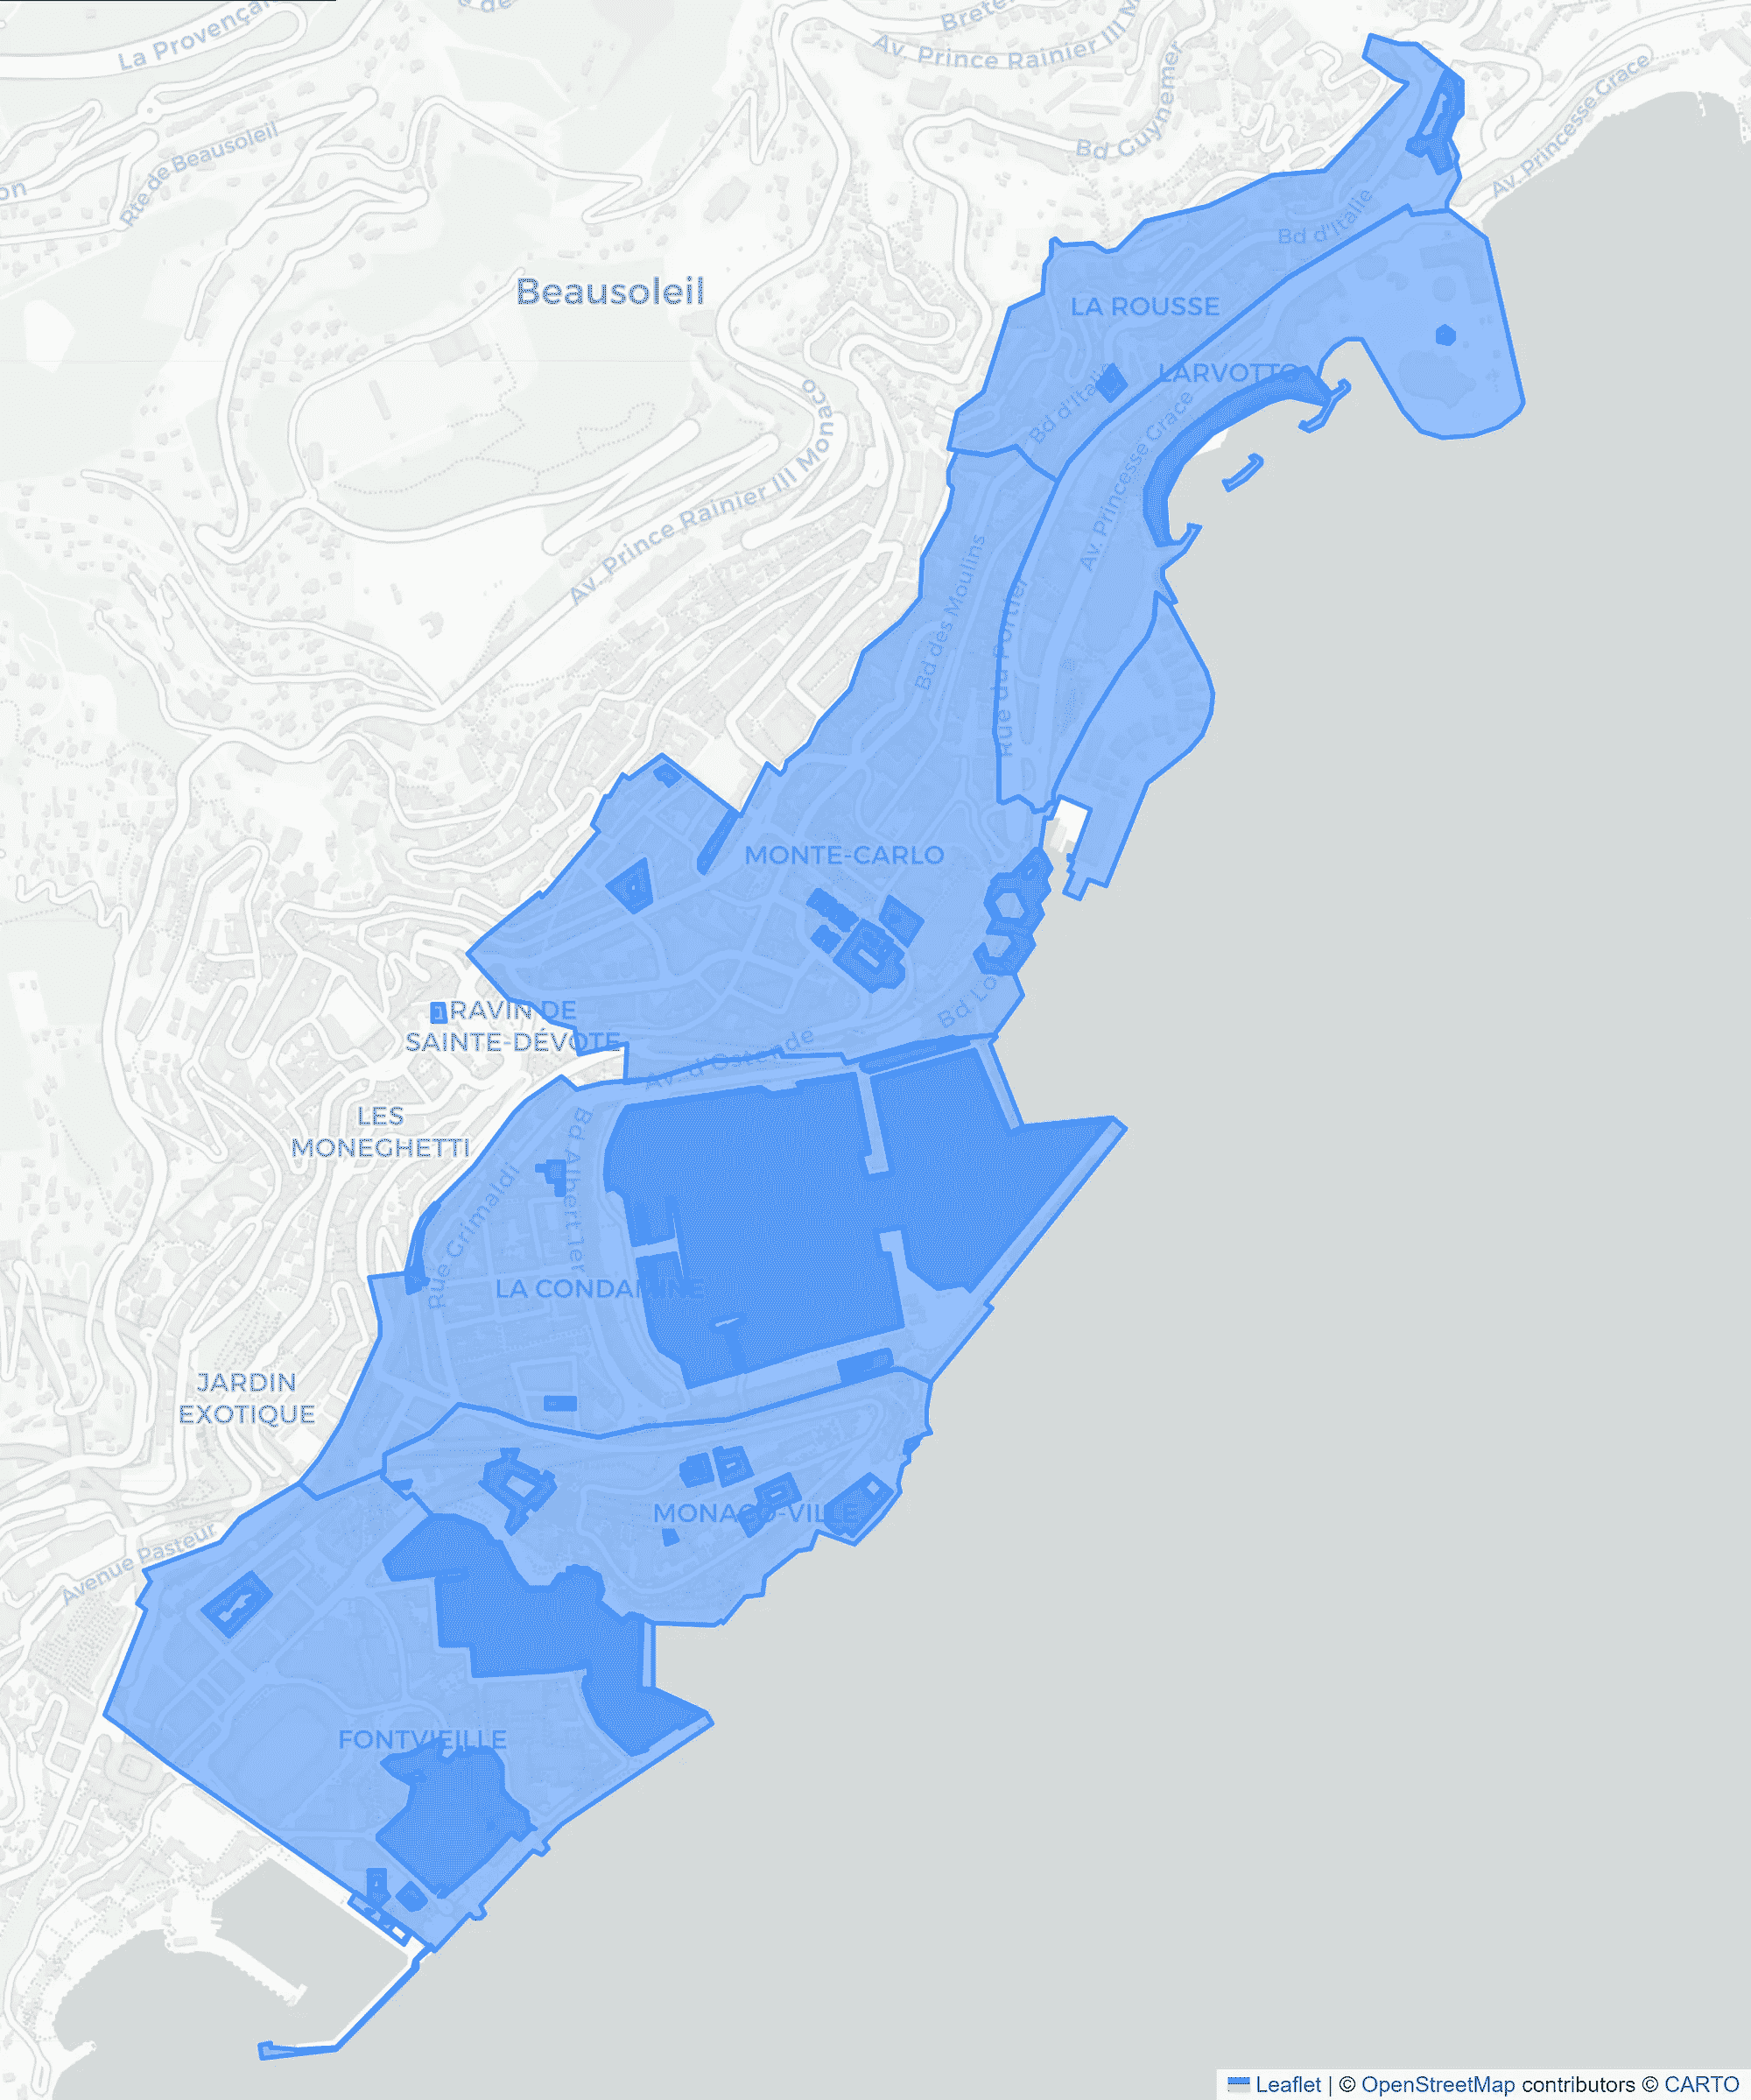 La Provençal
Bretel
Av. Prince Rainier III M
Rte de Beausoleil
Bd Guynemer
Av. Princesse Grace
on
Bd d'Italie
Beausoleil
LA ROUSSE
LARVOTTO
Bd d'Italie
Av. Princesse Grace
Av. Prince Rainier III Monaco
Bd des Moulins
Rue du Portier
MONTE-CARLO
Bd Lo
RAVIN DE
SAINTE-DÉVOTE
Av. d'Ostende
LES
MONEGHETTI
Bd Albert 1er
Rue Grimaldi
LA CONDAMINE
JARDIN
EXOTIQUE
MONACO-VILLE
Avenue Pasteur
FONTVIEILLE
Leaflet | © OpenStreetMap contributors © CARTO